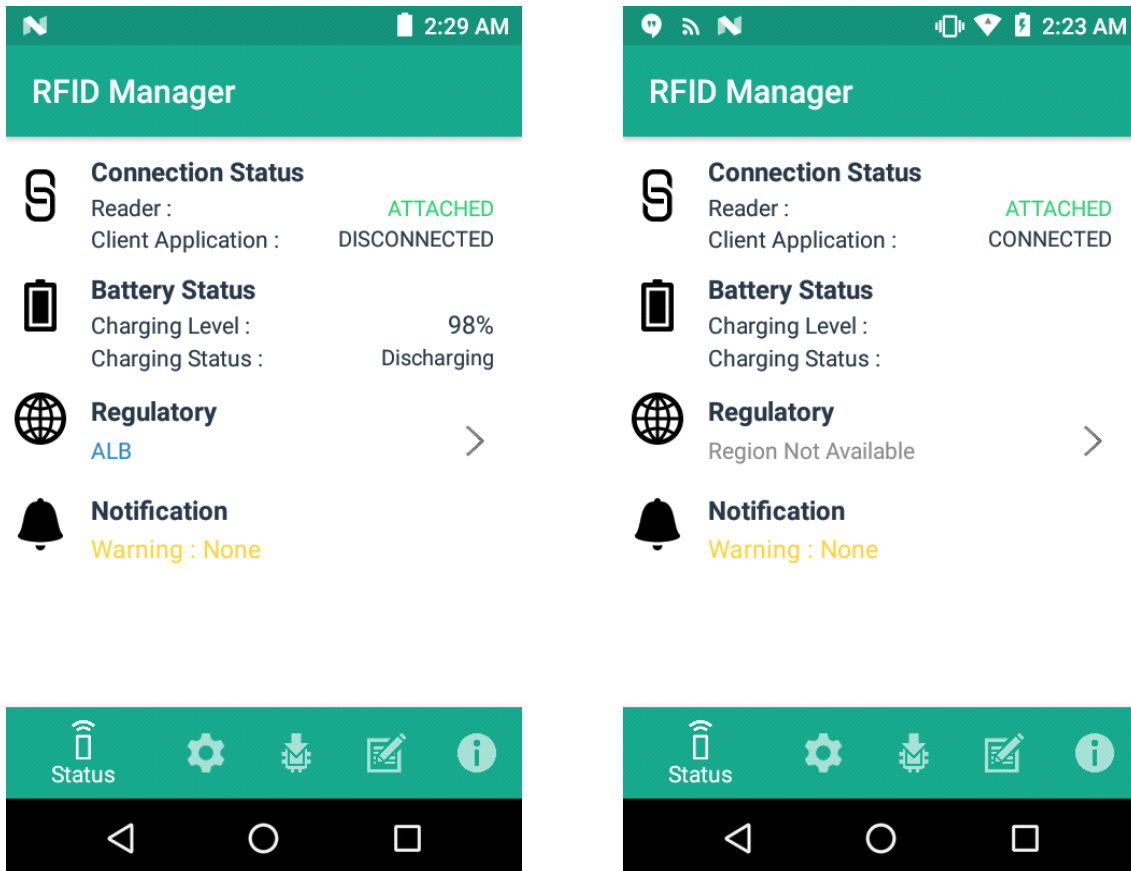 2:29 AM
RFID Manager
Connection Status
Reader : ATTACHED
Client Application : DISCONNECTED
Battery Status
Charging Level : 98%
Charging Status : Discharging
Regulatory
ALB
Notification
Warning : None
Status
2:23 AM
RFID Manager
Connection Status
Reader : ATTACHED
Client Application : CONNECTED
Battery Status
Charging Level :
Charging Status :
Regulatory
Region Not Available
Notification
Warning : None
Status